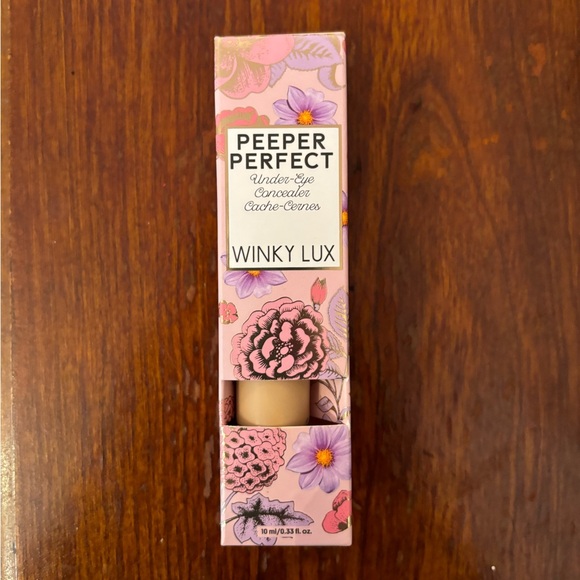 PEEPER
PERFECT
Under-Eye
Concealer
Cache-Cernes
WINKY LUX
10 ml/0.33 fl. oz.